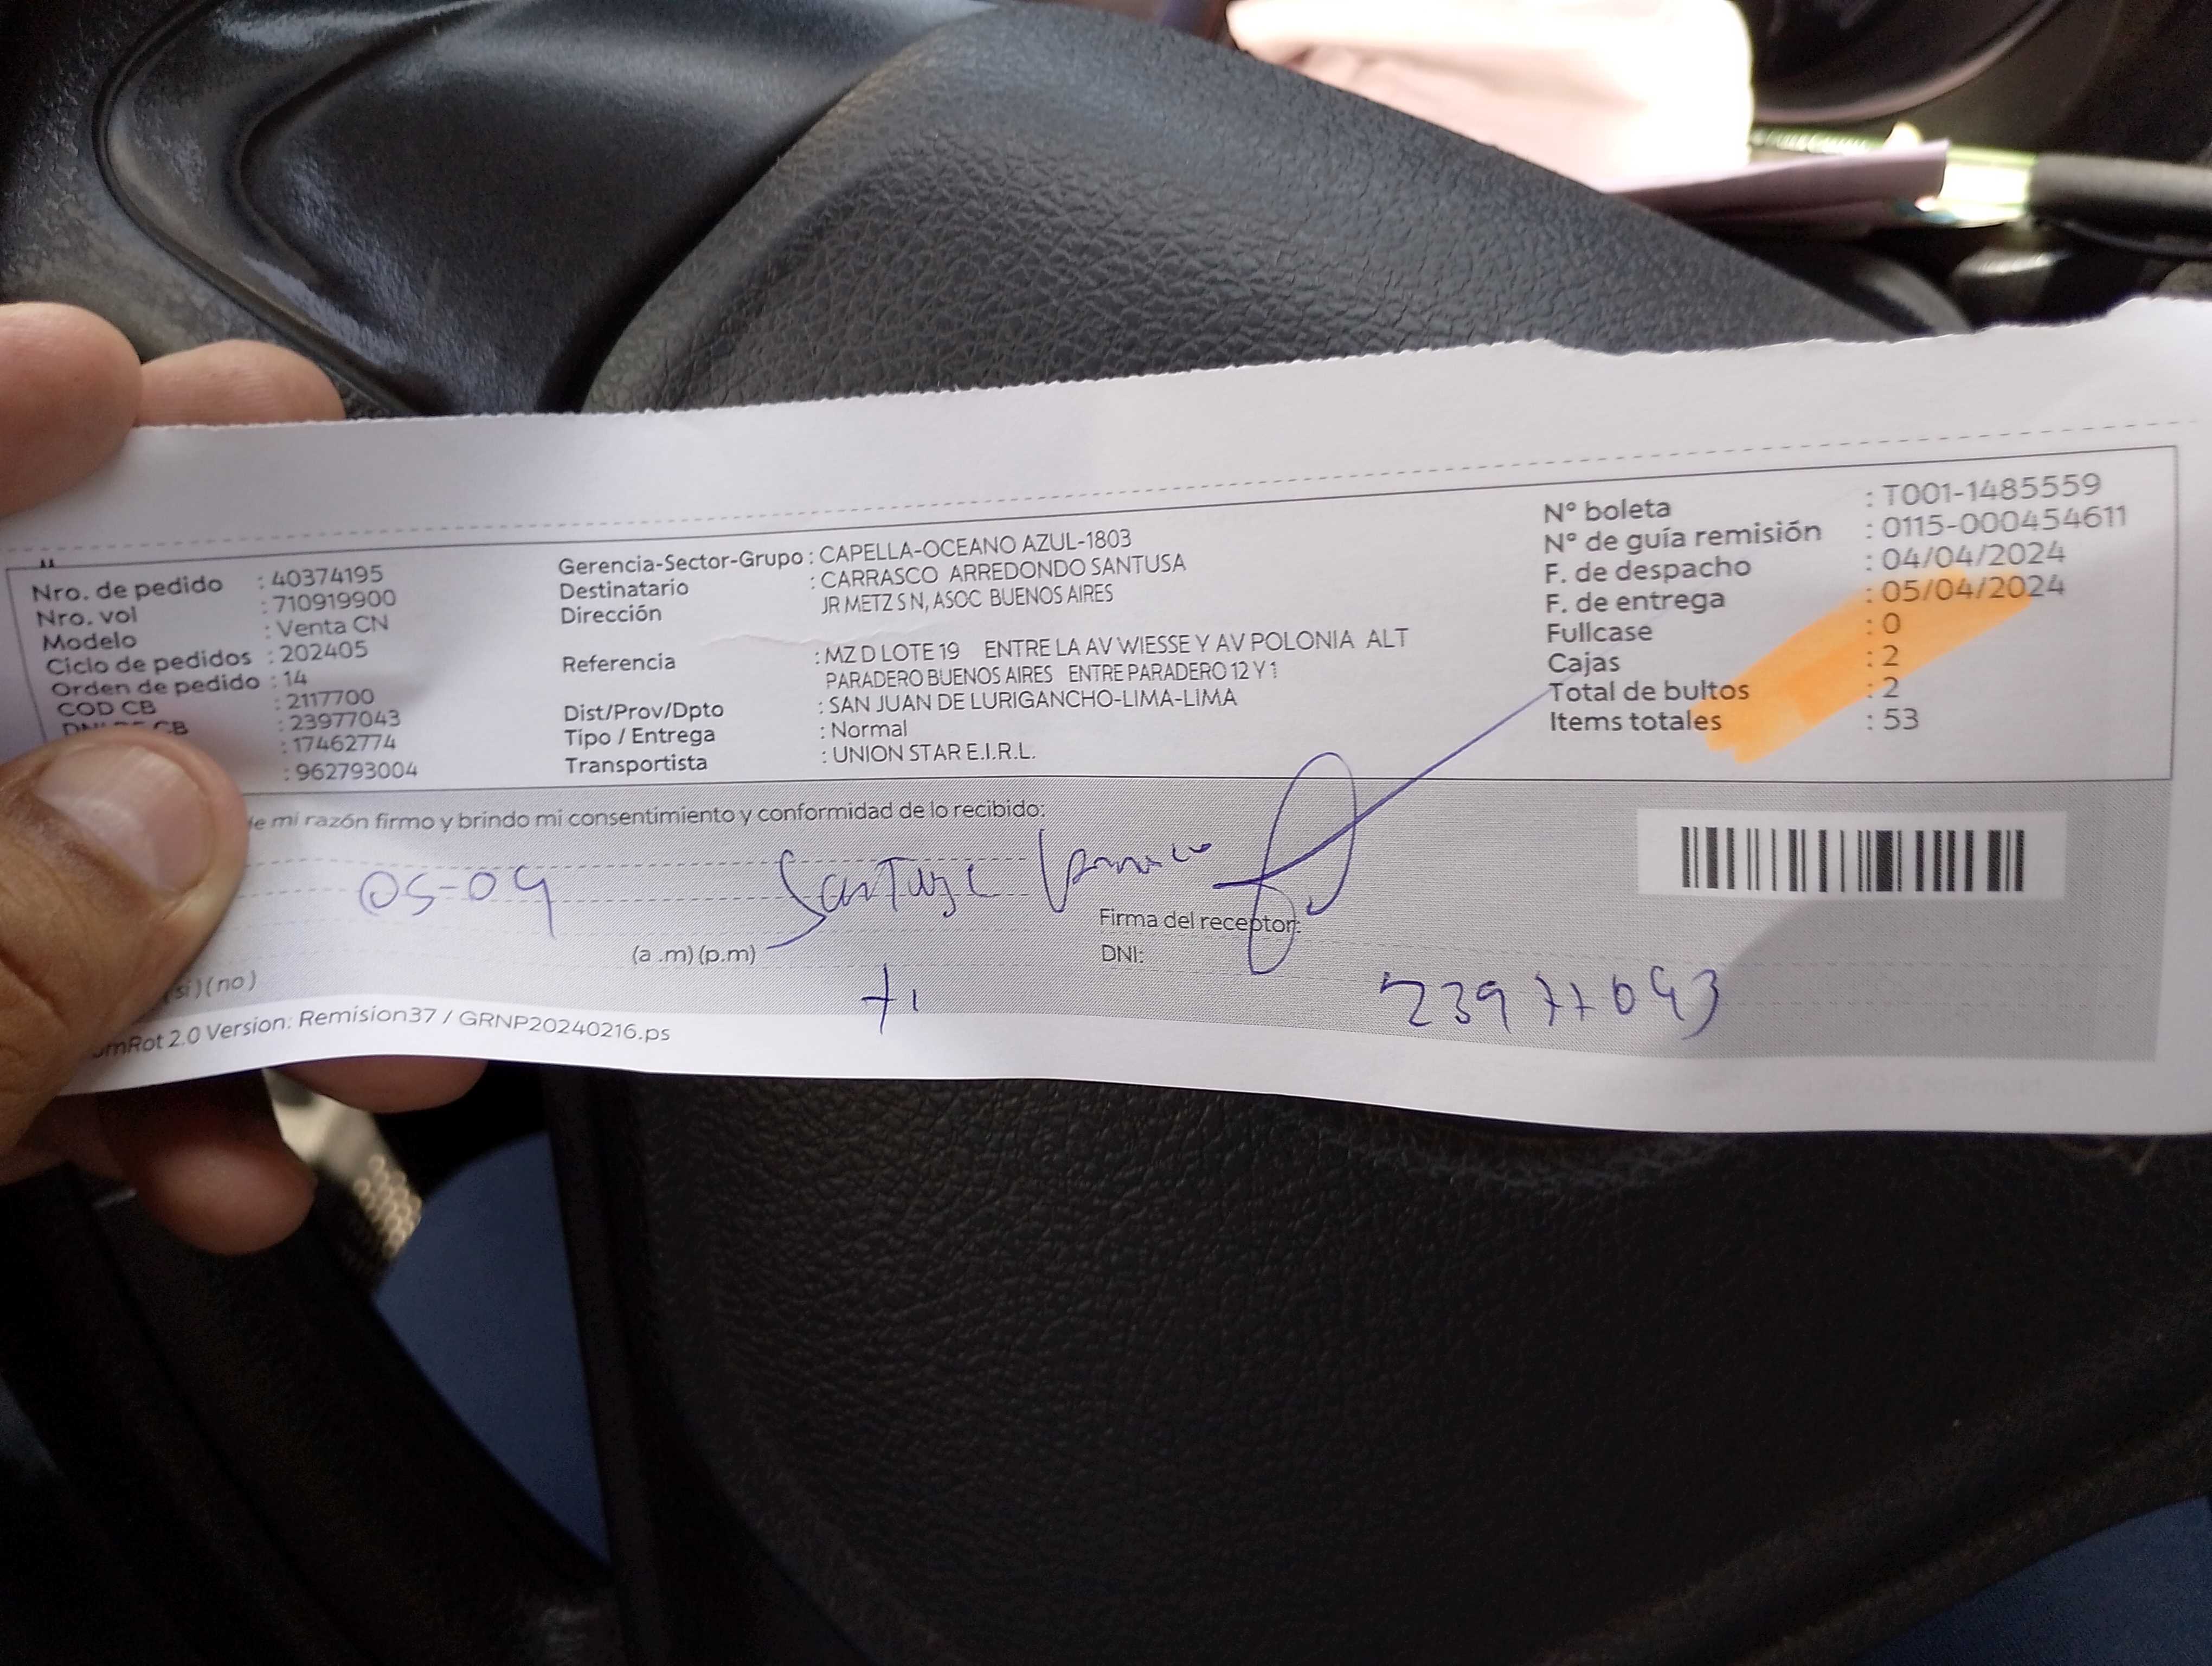 Nro. de pedido : 40374195
Nro. vol : 710919900
Modelo : Venta CN
Ciclo de pedidos : 202405
Orden de pedido : 14
COD CB : 2117700
CB : 23977043
: 17462774
: 962793004
Gerencia-Sector-Grupo : CAPELLA-OCEANO AZUL-1803
Destinatario : CARRASCO ARREDONDO SANTUSA
Dirección JR METZ S N, ASOC BUENOS AIRES
Referencia : MZ D LOTE 19 ENTRE LA AV WIESSE Y AV POLONIA ALT
PARADERO BUENOS AIRES ENTRE PARADERO 12 Y 1
Dist/Prov/Dpto : SAN JUAN DE LURIGANCHO-LIMA-LIMA
Tipo / Entrega : Normal
Transportista : UNION STAR E.I.R.L.
N° boleta : T001-1485559
N° de guía remisión : 0115-000454611
F. de despacho : 04/04/2024
F. de entrega : 05/04/2024
Fullcase : 0
Cajas : 2
Total de bultos : 2
Items totales : 53
mi razón firmo y brindo mi consentimiento y conformidad de lo recibido:
05-04
(a .m) (p.m)
Firma del receptor:
DNI:
23977043
(si) (no)
2.0 Version: Remision37 / GRNP20240216.ps